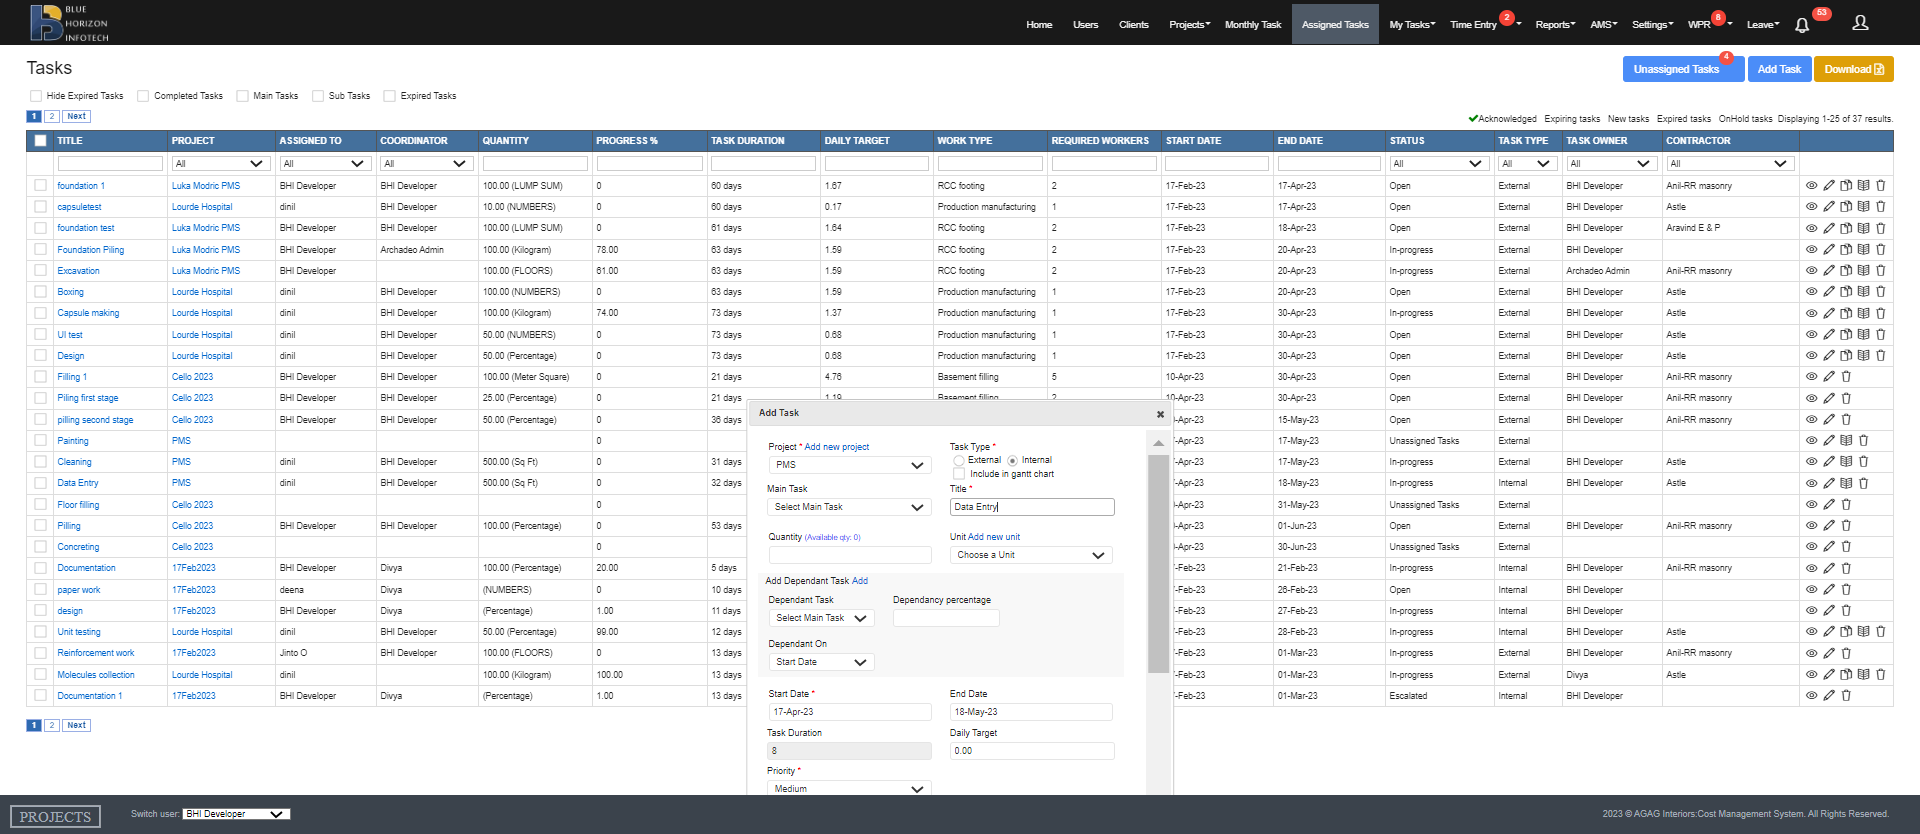 BLUE
HORIZON
INFOTECH
Home Users Clients Projects Monthly Task Assigned Tasks My Tasks Time Entry 2 Reports AMS Settings WPR 8 Leave 53
Tasks
Unassigned Tasks 4 Add Task Download
Hide Expired Tasks Completed Tasks Main Tasks Sub Tasks Expired Tasks
1 2 Next
Acknowledged Expiring tasks New tasks Expired tasks OnHold tasks Displaying 1-25 of 37 results.
TITLE PROJECT ASSIGNED TO COORDINATOR QUANTITY PROGRESS % TASK DURATION DAILY TARGET WORK TYPE REQUIRED WORKERS START DATE END DATE STATUS TASK TYPE TASK OWNER CONTRACTOR
All All All All All All All
foundation 1 Luka Modric PMS BHI Developer BHI Developer 100.00 (LUMP SUM) 0 60 days 1.67 RCC footing 2 17-Feb-23 17-Apr-23 Open External BHI Developer Anil-RR masonry
capsuletest Lourde Hospital dinil BHI Developer 10.00 (NUMBERS) 0 60 days 0.17 Production manufacturing 1 17-Feb-23 17-Apr-23 Open External BHI Developer Astle
foundation test Luka Modric PMS BHI Developer BHI Developer 100.00 (LUMP SUM) 0 61 days 1.64 RCC footing 2 17-Feb-23 18-Apr-23 Open External BHI Developer Aravind E & P
Foundation Piling Luka Modric PMS BHI Developer Archadeo Admin 100.00 (Kilogram) 78.00 63 days 1.59 RCC footing 2 17-Feb-23 20-Apr-23 In-progress External BHI Developer
Excavation Luka Modric PMS BHI Developer 100.00 (FLOORS) 61.00 63 days 1.59 RCC footing 2 17-Feb-23 20-Apr-23 In-progress External Archadeo Admin Anil-RR masonry
Boxing Lourde Hospital dinil BHI Developer 100.00 (NUMBERS) 0 63 days 1.59 Production manufacturing 1 17-Feb-23 20-Apr-23 Open External BHI Developer Astle
Capsule making Lourde Hospital dinil BHI Developer 100.00 (Kilogram) 74.00 73 days 1.37 Production manufacturing 1 17-Feb-23 30-Apr-23 In-progress External BHI Developer Astle
UI test Lourde Hospital dinil BHI Developer 50.00 (NUMBERS) 0 73 days 0.68 Production manufacturing 1 17-Feb-23 30-Apr-23 Open External BHI Developer Astle
Design Lourde Hospital dinil BHI Developer 50.00 (Percentage) 0 73 days 0.68 Production manufacturing 1 17-Feb-23 30-Apr-23 Open External BHI Developer Astle
Filling 1 Cello 2023 BHI Developer BHI Developer 100.00 (Meter Square) 0 21 days 4.76 Basement filling 5 10-Apr-23 30-Apr-23 Open External BHI Developer Anil-RR masonry
Piling first stage Cello 2023 BHI Developer BHI Developer 25.00 (Percentage) 0 21 days 1.19 Basement filling 2 10-Apr-23 30-Apr-23 Open External BHI Developer Anil-RR masonry
pilling second stage Cello 2023 BHI Developer BHI Developer 50.00 (Percentage) 0 36 days -Apr-23 15-May-23 Open External BHI Developer Anil-RR masonry
Painting PMS 0 -Apr-23 17-May-23 Unassigned Tasks External
Cleaning PMS dinil BHI Developer 500.00 (Sq Ft) 0 31 days -Apr-23 17-May-23 In-progress External BHI Developer Astle
Data Entry PMS dinil BHI Developer 500.00 (Sq Ft) 0 32 days -Apr-23 18-May-23 In-progress Internal BHI Developer Astle
Floor filling Cello 2023 0 -Apr-23 31-May-23 Unassigned Tasks External
Pilling Cello 2023 BHI Developer BHI Developer 100.00 (Percentage) 0 53 days -Apr-23 01-Jun-23 Open External BHI Developer Anil-RR masonry
Concreting Cello 2023 0 -Apr-23 30-Jun-23 Unassigned Tasks External
Documentation 17Feb2023 BHI Developer Divya 100.00 (Percentage) 20.00 5 days -Feb-23 21-Feb-23 In-progress Internal BHI Developer Anil-RR masonry
paper work 17Feb2023 deena Divya (NUMBERS) 0 10 days -Feb-23 26-Feb-23 Open Internal BHI Developer
design 17Feb2023 BHI Developer Divya (Percentage) 1.00 11 days -Feb-23 27-Feb-23 In-progress Internal BHI Developer
Unit testing Lourde Hospital dinil BHI Developer 50.00 (Percentage) 99.00 12 days -Feb-23 28-Feb-23 In-progress Internal BHI Developer Astle
Reinforcement work 17Feb2023 Jinto O BHI Developer 100.00 (FLOORS) 0 13 days -Feb-23 01-Mar-23 In-progress External BHI Developer Anil-RR masonry
Molecules collection Lourde Hospital dinil 100.00 (Kilogram) 100.00 13 days -Feb-23 01-Mar-23 In-progress External Divya Astle
Documentation 1 17Feb2023 BHI Developer Divya (Percentage) 1.00 13 days -Feb-23 01-Mar-23 Escalated Internal BHI Developer
1 2 Next
Add Task
Project * Add new project Task Type *
PMS External Internal
Include in gantt chart
Main Task Title *
Select Main Task Data Entry
Quantity (Available qty: 0) Unit Add new unit
Choose a Unit
Add Dependant Task Add
Dependant Task Dependancy percentage
Select Main Task
Dependant On
Start Date
Start Date * End Date
17-Apr-23 18-May-23
Task Duration Daily Target
8 0.00
Priority *
Medium
PROJECTS Switch user: BHI Developer 2023 © AGAG Interiors:Cost Management System. All Rights Reserved.